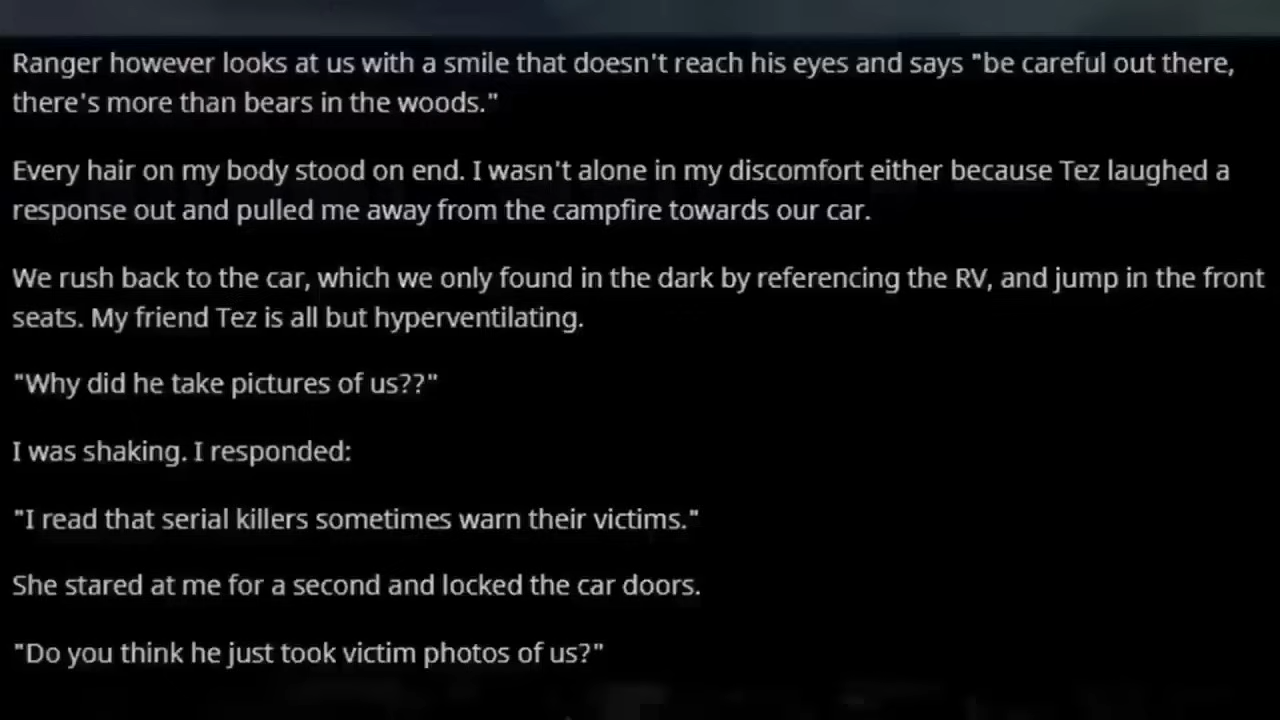 Ranger however looks at us with a smile that doesn't reach his eyes and says "be careful out there,
there's more than bears in the woods."
Every hair on my body stood on end. I wasn't alone in my discomfort either because Tez laughed a
response out and pulled me away from the campfire towards our car.
We rush back to the car, which we only found in the dark by referencing the RV, and jump in the front
seats. My friend Tez is all but hyperventilating.
"Why did he take pictures of us??"
I was shaking. I responded:
"I read that serial killers sometimes warn their victims."
She stared at me for a second and locked the car doors.
"Do you think he just took victim photos of us?"